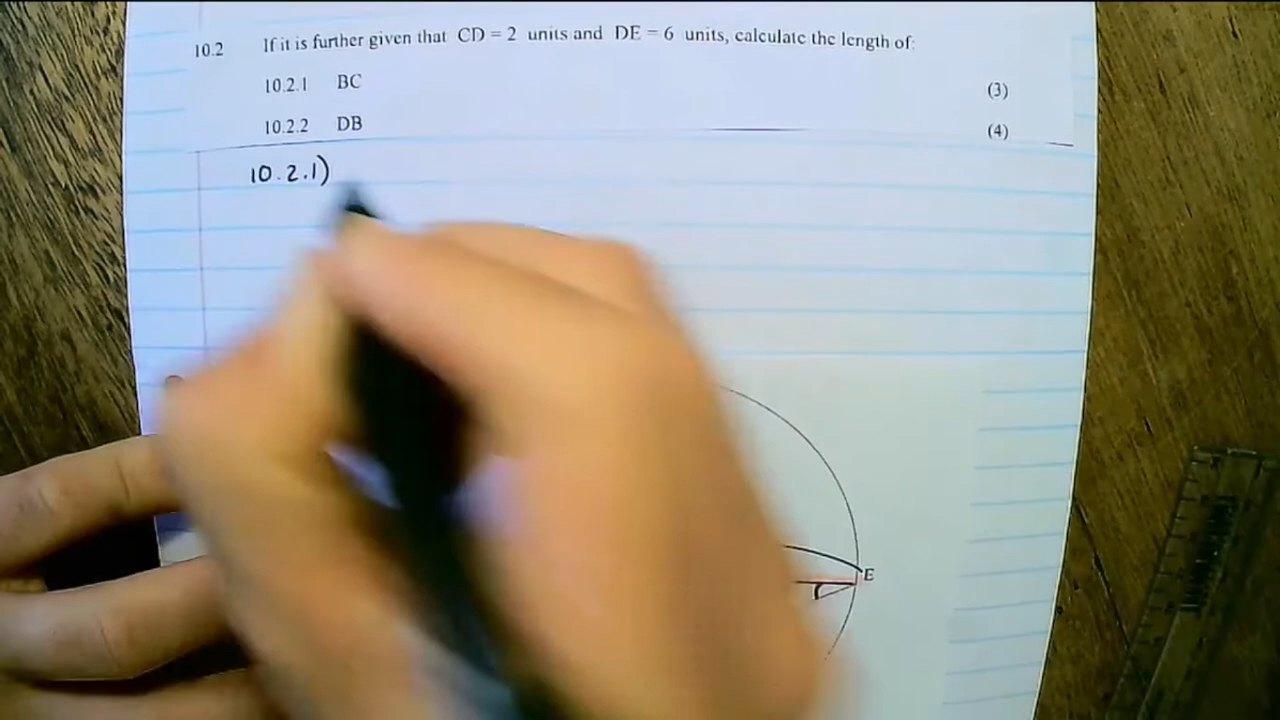 10.2 If it is further given that CD = 2 units and DE = 6 units, calculate the length of:
10.2.1 BC (3)
10.2.2 DB (4)
10.2.1)
E